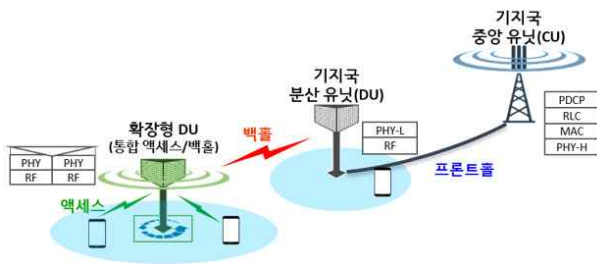 기지국
중앙 유닛(CU)
PDCP
RLC
MAC
PHY-H
기지국
분산 유닛(DU)
PHY-L
RF
프론트홀
백홀
확장형 DU
(통합 액세스/백홀)
PHY PHY
RF RF
액세스